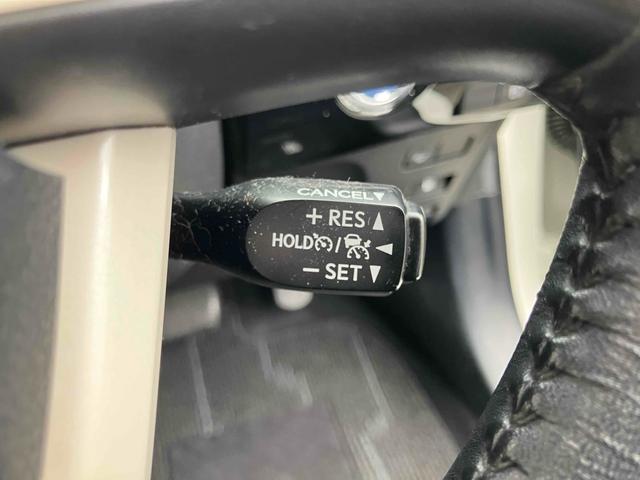 CANCEL▼
+ RES▲
HOLD / ◀
− SET▼